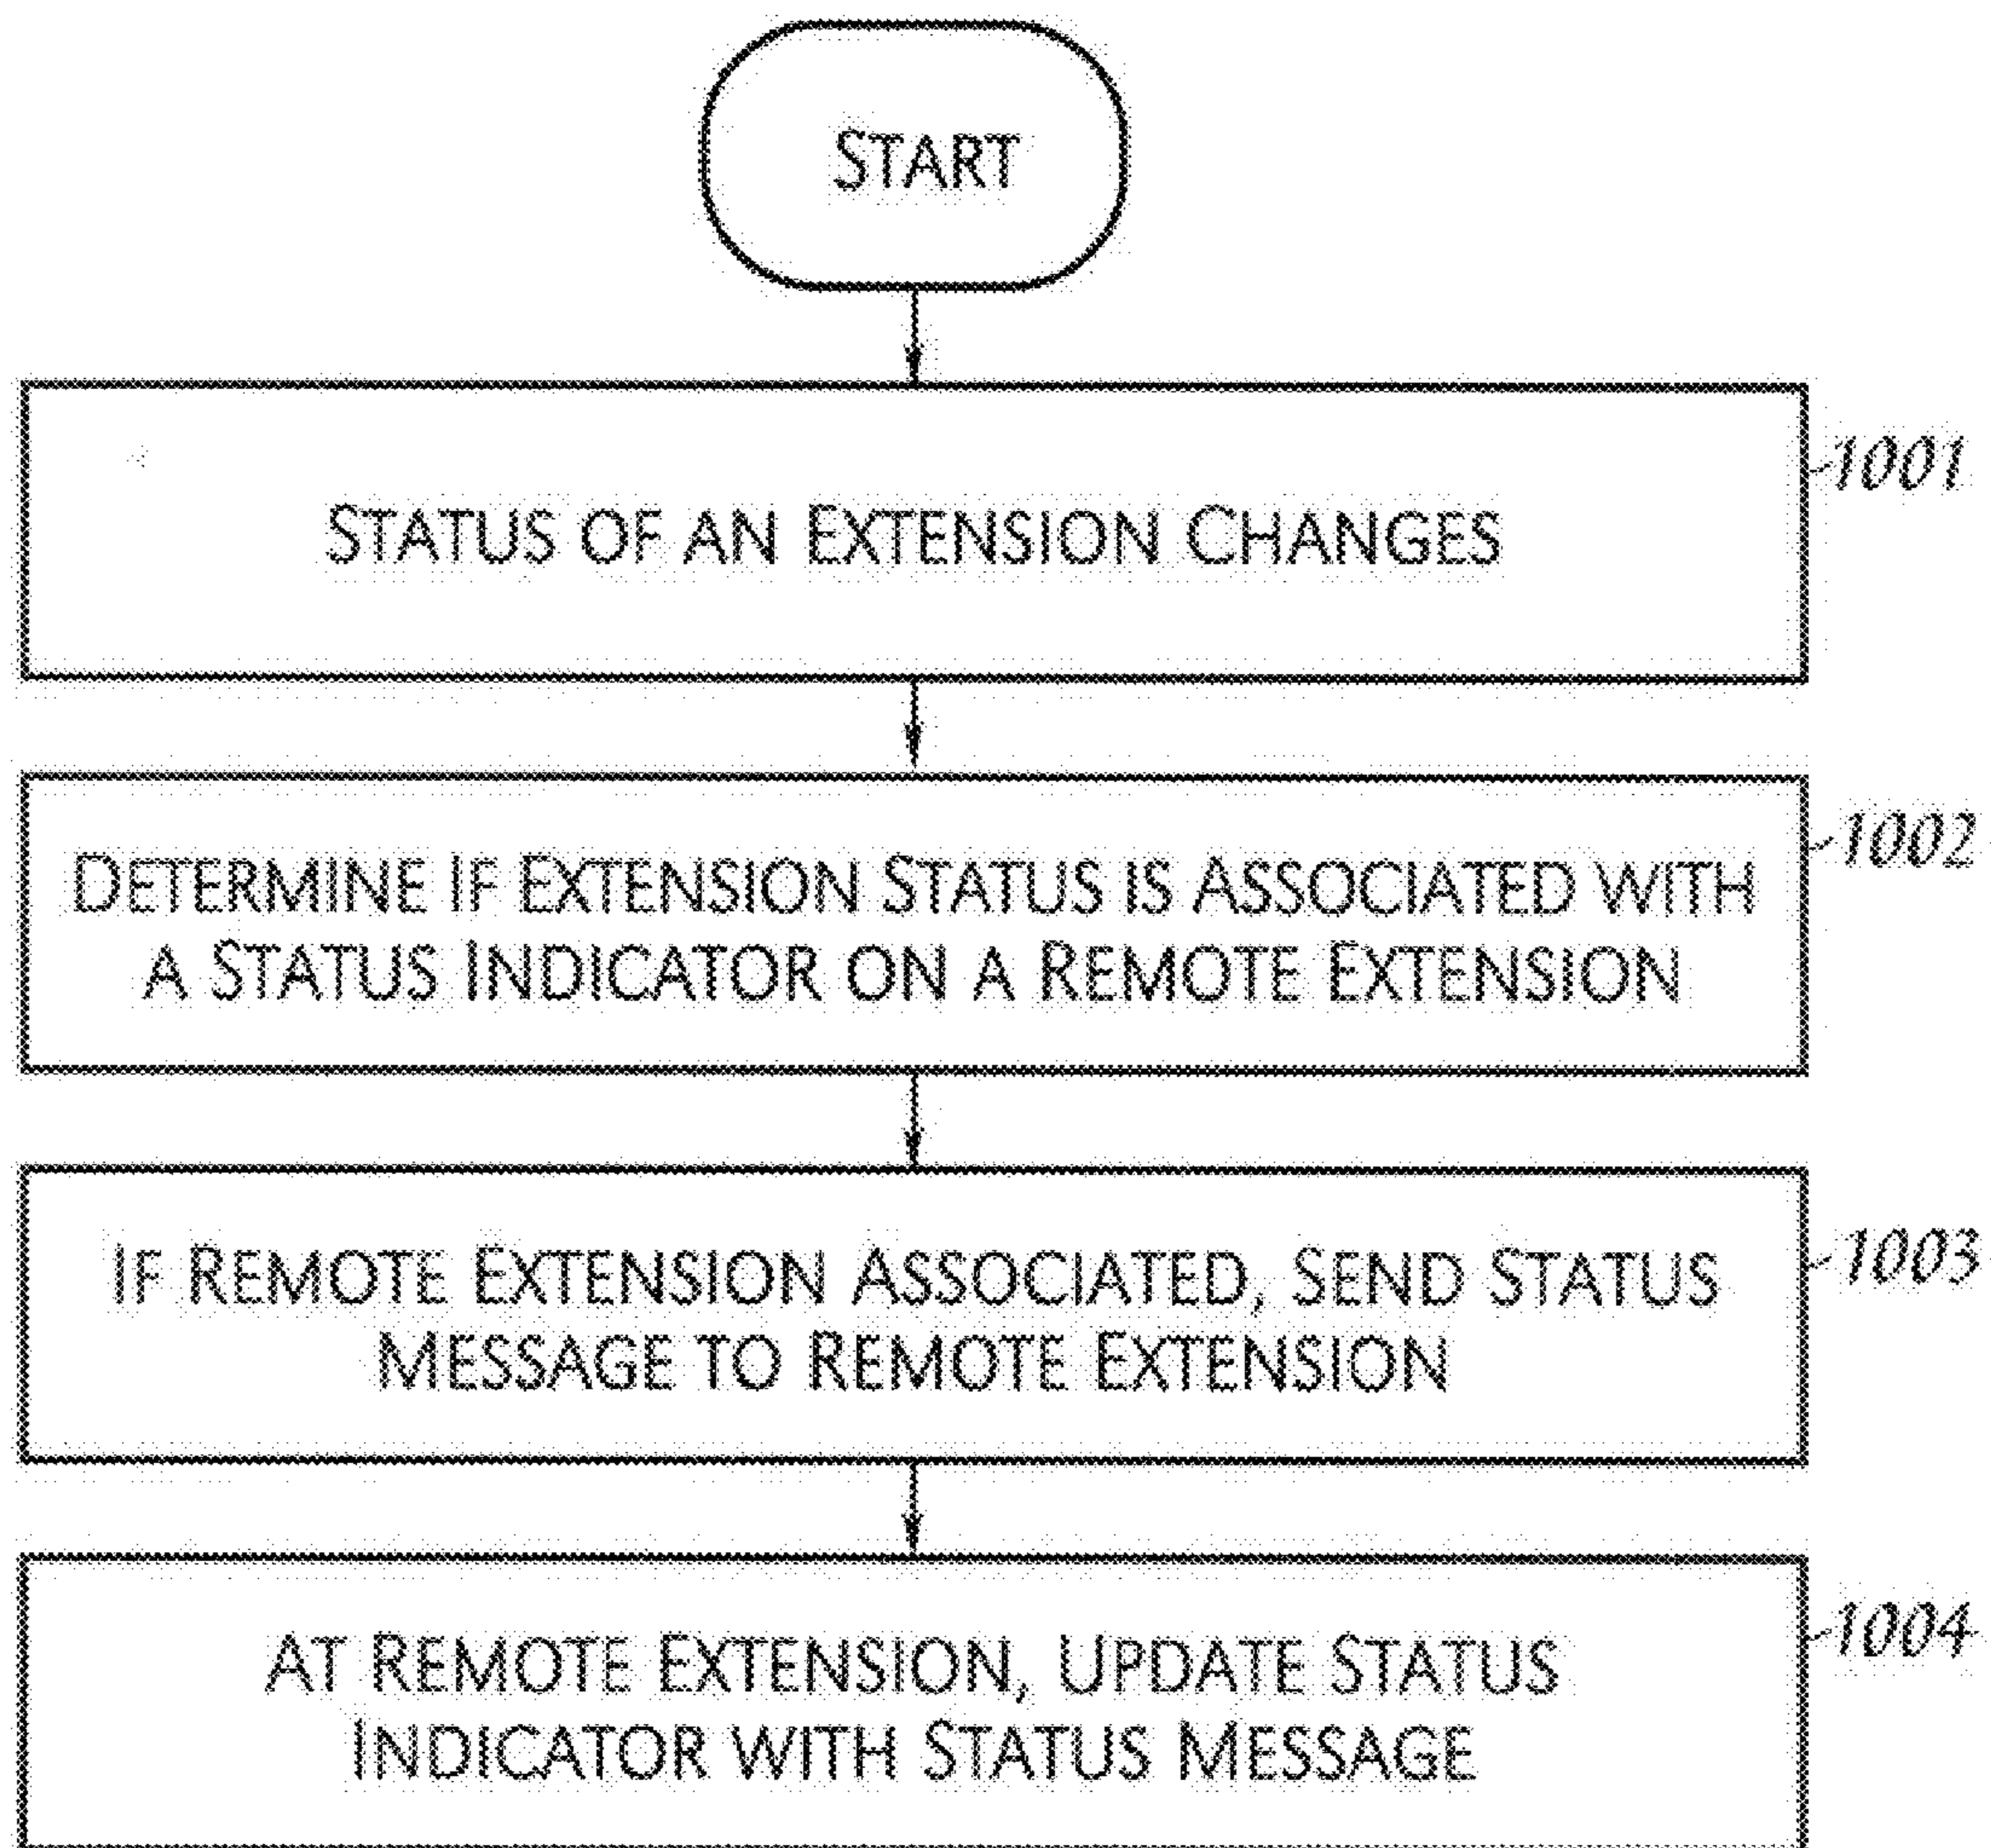 START
STATUS OF AN EXTENSION CHANGES
1001
DETERMINE IF EXTENSION STATUS IS ASSOCIATED WITH
A STATUS INDICATOR ON A REMOTE EXTENSION
1002
IF REMOTE EXTENSION ASSOCIATED, SEND STATUS
MESSAGE TO REMOTE EXTENSION
1003
AT REMOTE EXTENSION, UPDATE STATUS
INDICATOR WITH STATUS MESSAGE
1004